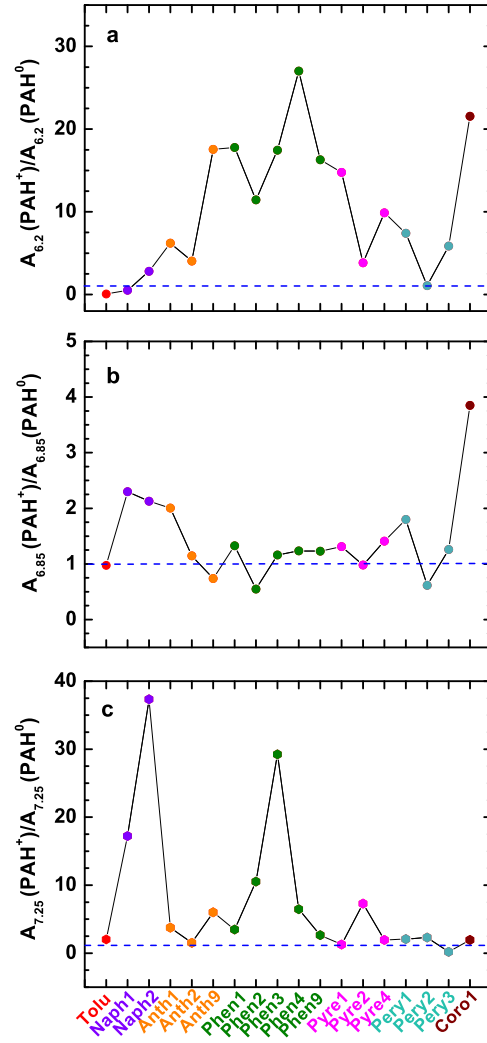 a
A6.2 (PAH+)/A6.2 (PAH0)
30
20
10
0
b
A6.85 (PAH+)/A6.85 (PAH0)
5
4
3
2
1
0
c
A7.25 (PAH+)/A7.25 (PAH0)
40
30
20
10
0
Tolu
Naph1
Naph2
Anth1
Anth2
Anth9
Phen1
Phen2
Phen3
Phen4
Phen9
Pyre1
Pyre2
Pyre4
Pery1
Pery2
Pery3
Coro1